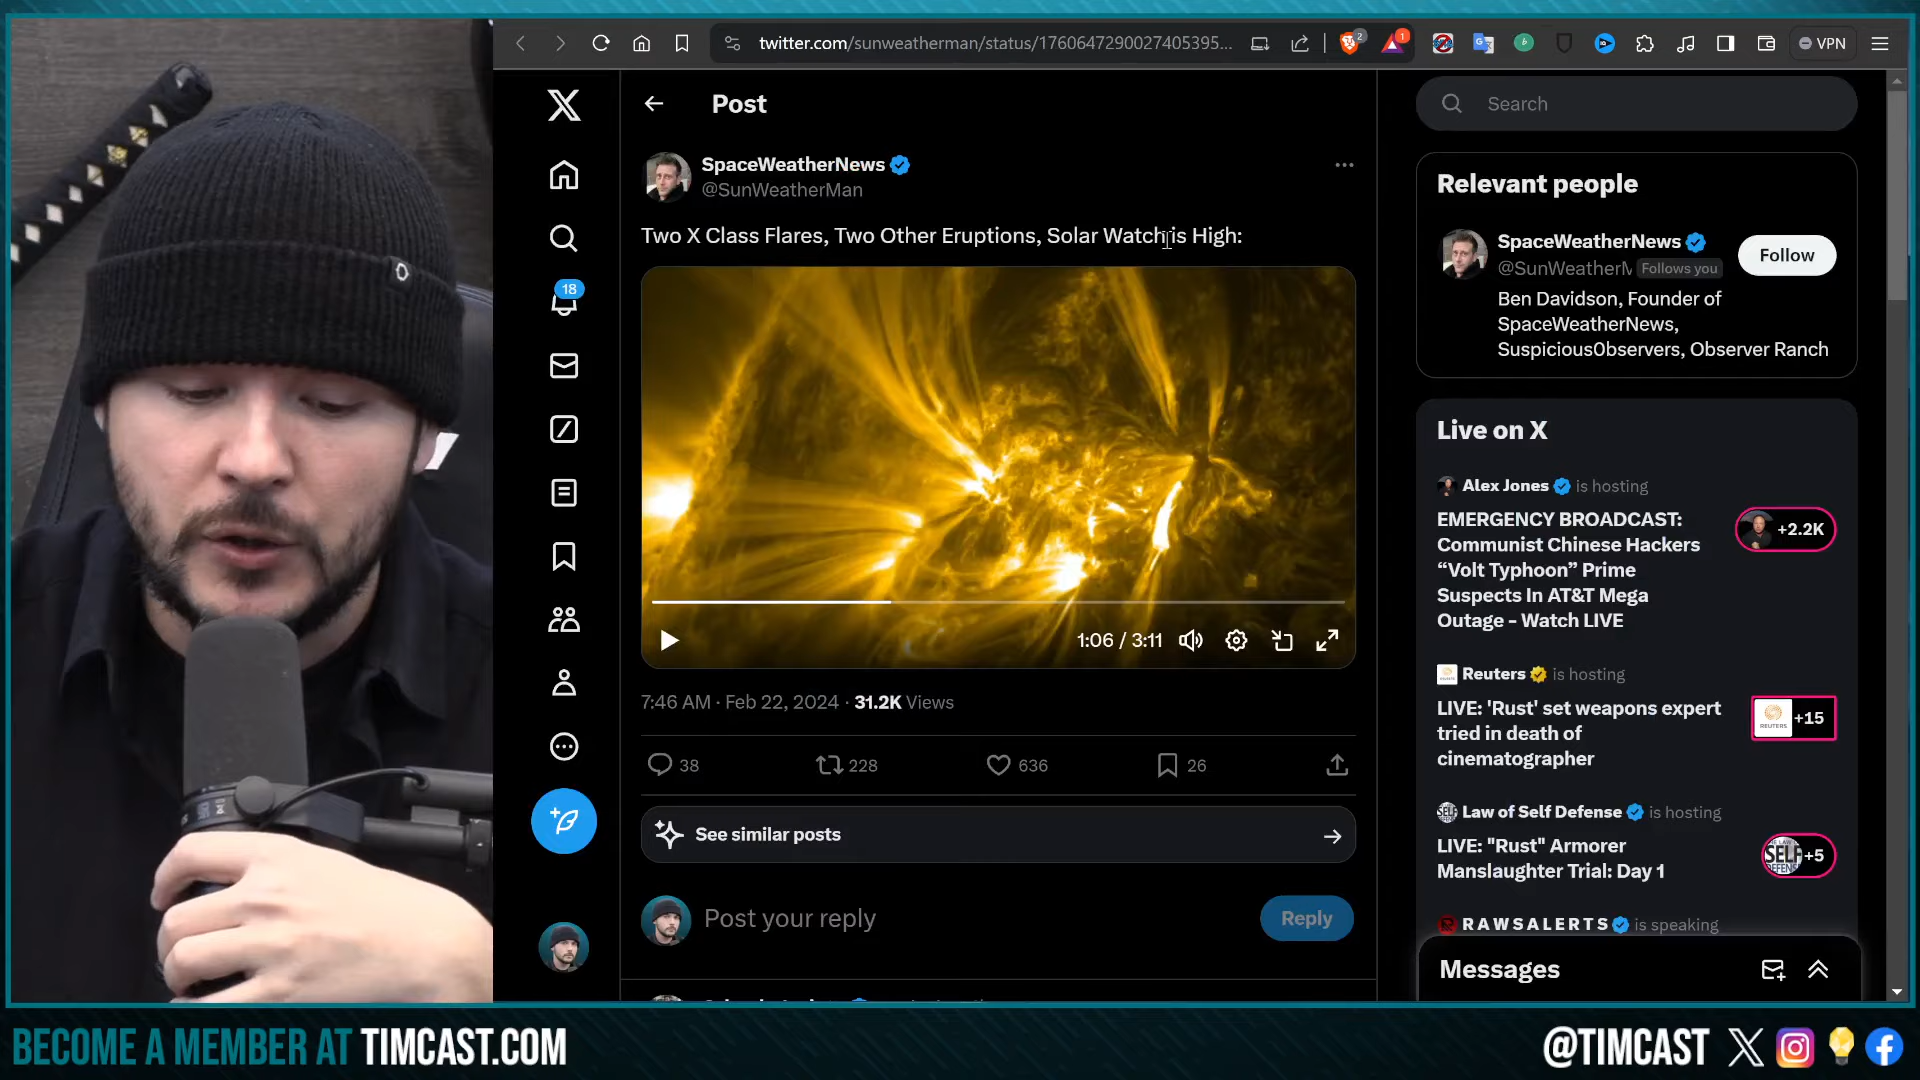 twitter.com/sunweatherman/status/1760647290027405395...
2
1
VPN
Post
Search
SpaceWeatherNews
@SunWeatherMan
Two X Class Flares, Two Other Eruptions, Solar Watch is High:
1:06 / 3:11
7:46 AM · Feb 22, 2024 · 31.2K Views
38
228
636
26
See similar posts
Post your reply
Reply
18
Relevant people
SpaceWeatherNews
@SunWeatherM Follows you
Follow
Ben Davidson, Founder of
SpaceWeatherNews,
Suspicious0bservers, Observer Ranch
Live on X
Alex Jones is hosting
EMERGENCY BROADCAST:
Communist Chinese Hackers
“Volt Typhoon” Prime
Suspects In AT&T Mega
Outage - Watch LIVE
+2.2K
Reuters is hosting
LIVE: 'Rust' set weapons expert
tried in death of
cinematographer
REUTERS
+15
Law of Self Defense is hosting
LIVE: "Rust" Armorer
Manslaughter Trial: Day 1
SELF
+5
R A W S A L E R T S is speaking
Messages
BECOME A MEMBER AT TIMCAST.COM
@TIMCAST